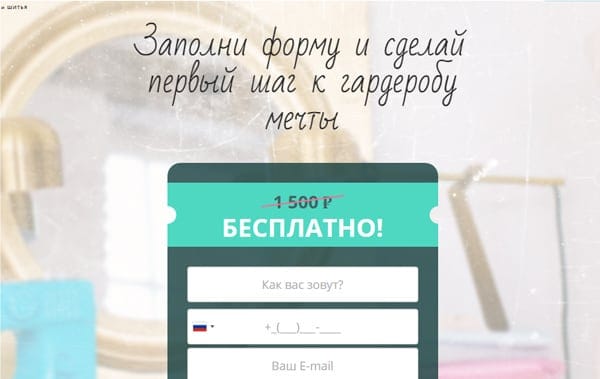 и шитья
Заполни форму и сделай
первый шаг к гардеробу
мечты
1 500 ₽
БЕСПЛАТНО!
Как вас зовут?
+_(___)___-____
Ваш E-mail